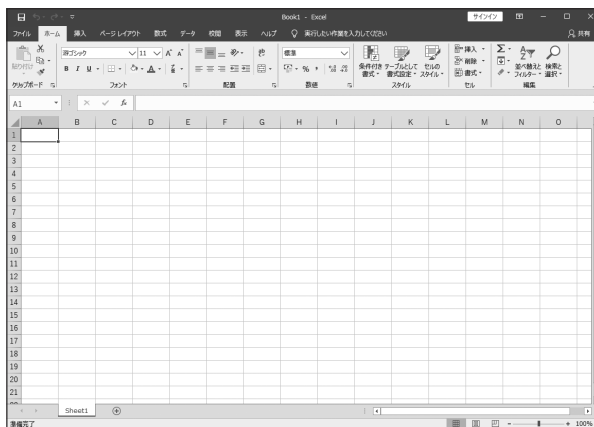 Book1 - Excel
サインイン
ファイル ホーム 挿入 ページ レイアウト 数式 データ 校閲 表示 ヘルプ 実行したい作業を入力してください 共有
貼り付け
游ゴシック 11 A A
B I U A
標準
% ,
条件付き 書式
テーブルとして 書式設定
セルの スタイル
挿入
削除
書式
Σ
並べ替えと フィルター
検索と 選択
クリップボード フォント 配置 数値 スタイル セル 編集
A1 fx
A B C D E F G H I J K L M N O
1
2
3
4
5
6
7
8
9
10
11
12
13
14
15
16
17
18
19
20
21
Sheet1
準備完了 100%